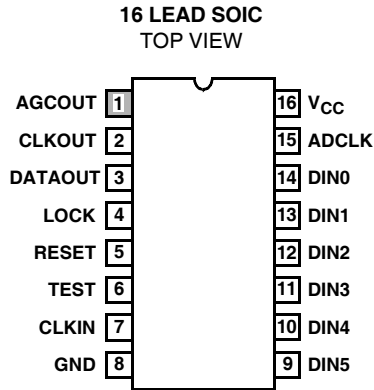 16 LEAD SOIC
TOP VIEW
AGCOUT 1 16 VCC
CLKOUT 2 15 ADCLK
DATAOUT 3 14 DIN0
LOCK 4 13 DIN1
RESET 5 12 DIN2
TEST 6 11 DIN3
CLKIN 7 10 DIN4
GND 8 9 DIN5